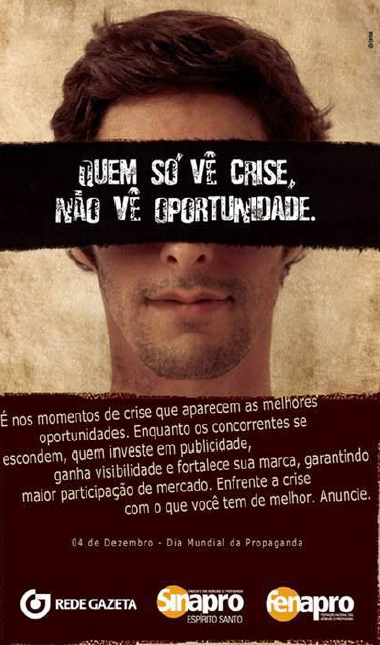 QUEM SÓ VÊ CRISE,
NÃO VÊ OPORTUNIDADE.
É nos momentos de crise que aparecem as melhores
oportunidades. Enquanto os concorrentes se
escondem, quem investe em publicidade,
ganha visibilidade e fortalece sua marca, garantindo
maior participação de mercado. Enfrente a crise
com o que você tem de melhor. Anuncie.
04 de Dezembro - Dia Mundial da Propaganda
REDE GAZETA
Sinapro
ESPÍRITO SANTO
fenapro